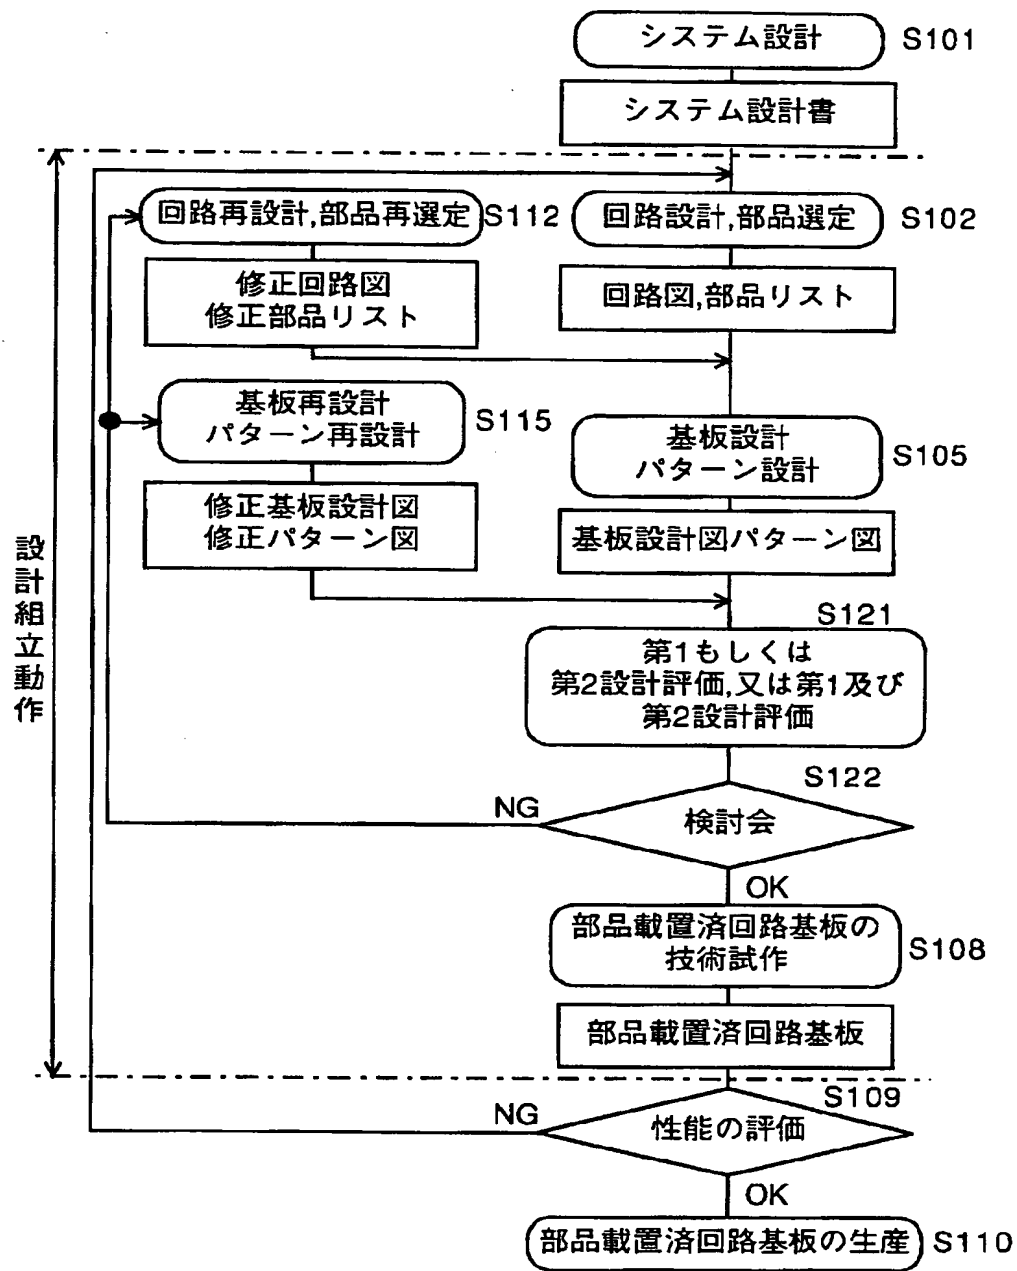 システム設計
S101
システム設計書
回路再設計,部品再選定
S112
回路設計,部品選定
S102
修正回路図
修正部品リスト
回路図,部品リスト
基板再設計
パターン再設計
S115
基板設計
パターン設計
S105
修正基板設計図
修正パターン図
基板設計図パターン図
設計組立動作
S121
第1もしくは
第2設計評価,又は第1及び
第2設計評価
S122
NG
検討会
OK
部品載置済回路基板の
技術試作
S108
部品載置済回路基板
S109
NG
性能の評価
OK
部品載置済回路基板の生産
S110